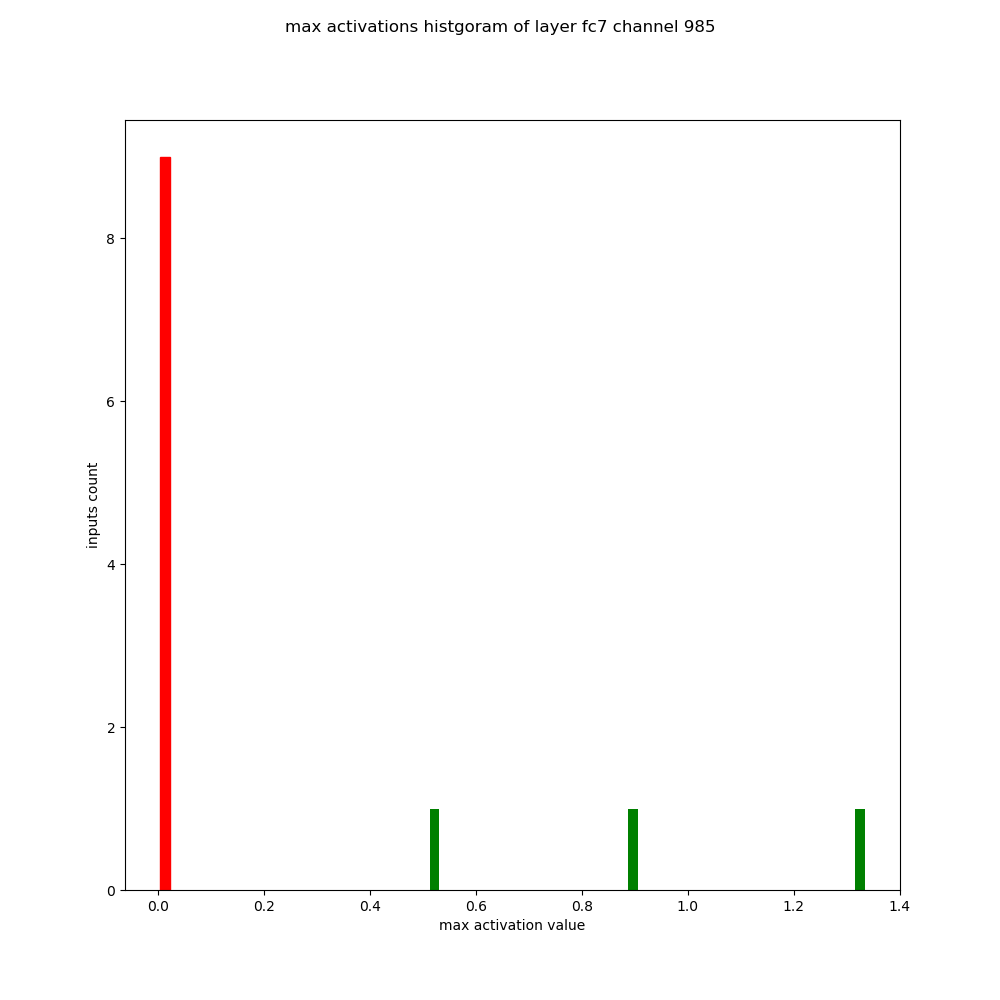 max activations histgoram of layer fc7 channel 985
8
6
4
2
0
inputs count
0.0 0.2 0.4 0.6 0.8 1.0 1.2 1.4
max activation value